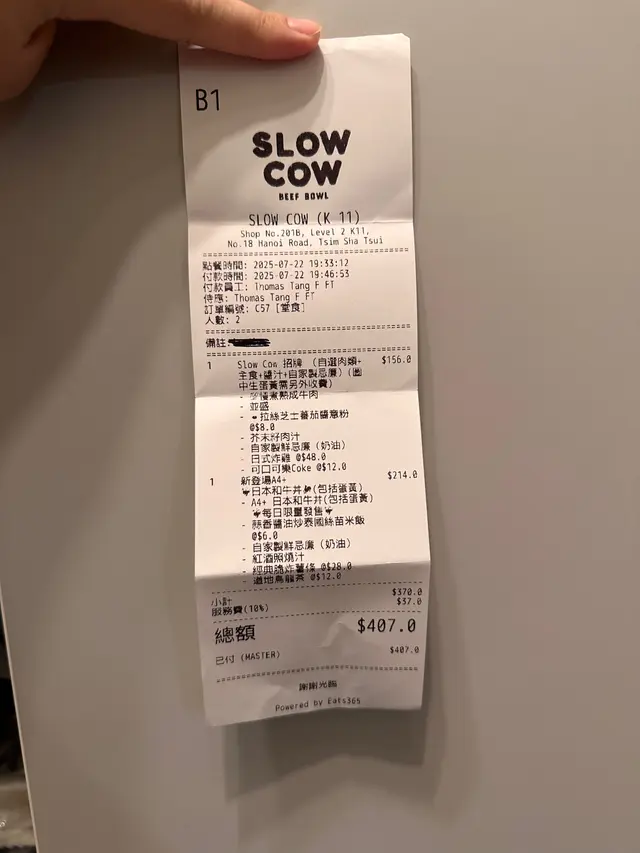 B1
SLOW
COW
BEEF BOWL
SLOW COW (K 11)
Shop No.201B, Level 2 K11,
No.18 Hanoi Road, Tsim Sha Tsui
點餐時間: 2025-07-22 19:33:12
付款時間: 2025-07-22 19:46:53
付款員工: Thomas Tang F FT
侍應: Thomas Tang F FT
訂單編號: C57 [堂食]
人數: 2
備註:
1 Slow Cow 招牌 (自選肉類+ $156.0
主食+醬汁+自家製忌廉) (圖
中生蛋黃需另外收費)
- 慢煮熟成牛肉
- 亞盛
- 拉絲芝士蕃茄醬意粉
@$8.0
- 芥末籽肉汁
- 自家製鮮忌廉 (奶油)
- 日式炸雞 @$48.0
- 可口可樂Coke @$12.0
1 新登場A4+ $214.0
日本和牛丼(包括蛋黃)
- A4+ 日本和牛丼(包括蛋黃)
每日限量發售
- 蒜香醬油炒泰國絲苗米飯
@$6.0
- 自家製鮮忌廉 (奶油)
- 紅酒照燒汁
- 經典脆炸薯條 @$28.0
- 道地烏龍茶 @$12.0
小計 $370.0
服務費(10%) $37.0
總額 $407.0
已付 (MASTER) $407.0
謝謝光臨
Powered by Eats365